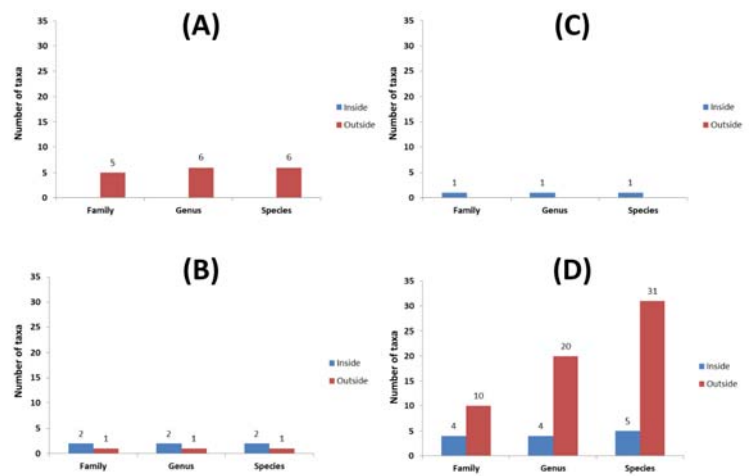 (A)
Number of taxa
35
30
25
20
15
10
5
0
5
6
6
Family Genus Species
Inside
Outside
(C)
Number of taxa
35
30
25
20
15
10
5
0
1
1
1
Family Genus Species
Inside
Outside
(B)
Number of taxa
35
30
25
20
15
10
5
0
2 1
2 1
2 1
Family Genus Species
Inside
Outside
(D)
Number of taxa
35
30
25
20
15
10
5
0
4 10
4 20
5 31
Family Genus Species
Inside
Outside